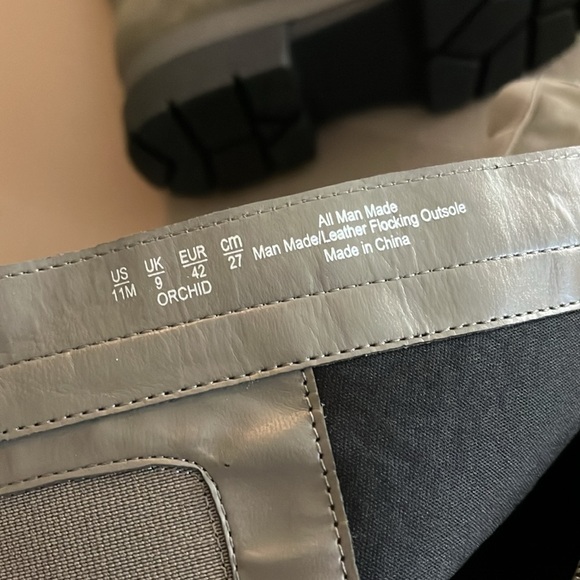 US UK EUR cm
11M 9 42 27
ORCHID
All Man Made
Man Made/Leather Flocking Outsole
Made in China